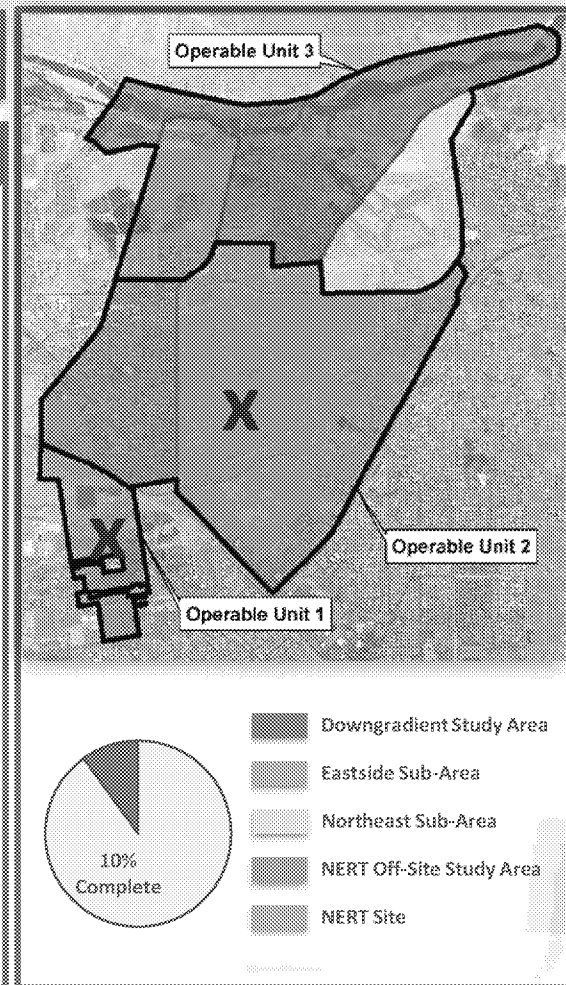 Operable Unit 3
X
X
Operable Unit 2
Operable Unit 1
10%
Complete
Downgradient Study Area
Eastside Sub-Area
Northeast Sub-Area
NERT Off-Site Study Area
NERT Site